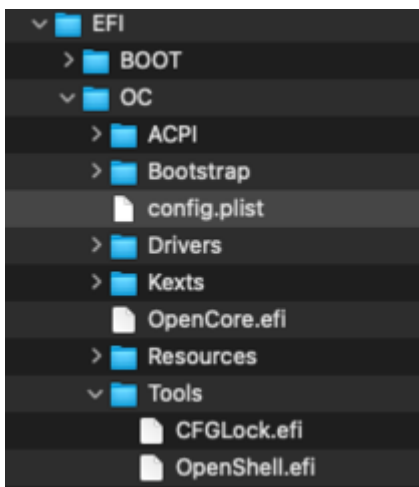 EFI
BOOT
OC
ACPI
Bootstrap
config.plist
Drivers
Kexts
OpenCore.efi
Resources
Tools
CFGLock.efi
OpenShell.efi